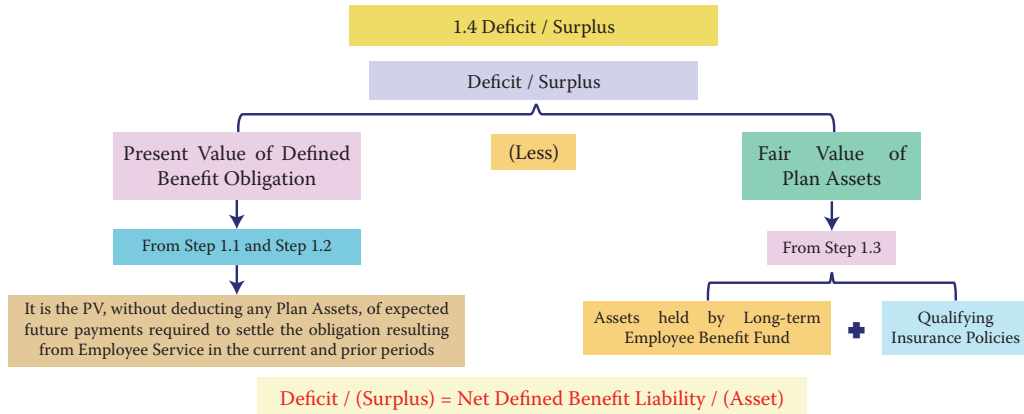 1.4 Deficit / Surplus
Deficit / Surplus
Present Value of Defined
Benefit Obligation
(Less)
Fair Value of
Plan Assets
From Step 1.1 and Step 1.2
From Step 1.3
It is the PV, without deducting any Plan Assets, of expected
future payments required to settle the obligation resulting
from Employee Service in the current and prior periods
Assets held by Long-term
Employee Benefit Fund
Qualifying
Insurance Policies
Deficit / (Surplus) = Net Defined Benefit Liability / (Asset)